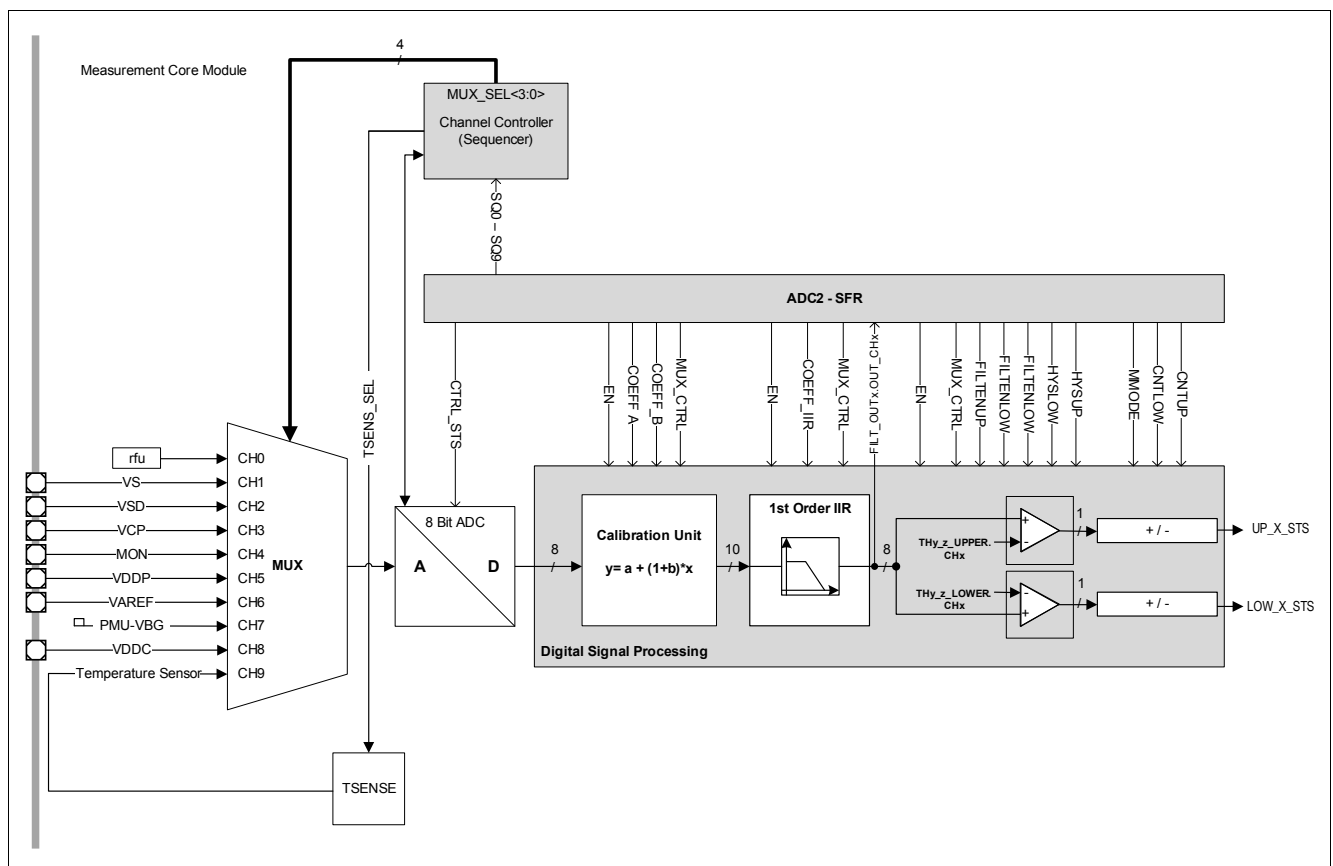 4
Measurement Core Module
MUX_SEL<3:0>
Channel Controller
(Sequencer)
SQ0 – SQ9
TSENS_SEL
ADC2 - SFR
CTRL_STS
EN
COEFF_A
COEFF_B
MUX_CTRL
EN
COEFF_IIR
MUX_CTRL
FILT_OUTx.OUT_CHx
EN
MUX_CTRL
FILTENUP
FILTENLOW
FILTENLOW
HYSLOW
HYSUP
MMODE
CNTLOW
CNTUP
rfu
CH0
VS
CH1
VSD
CH2
VCP
CH3
MON
CH4
VDDP
CH5
VAREF
CH6
PMU-VBG
CH7
VDDC
CH8
Temperature Sensor
CH9
MUX
8 Bit ADC
A
D
8
Calibration Unit
y= a + (1+b)*x
10
1st Order IIR
8
+
-
THy_z_UPPER.
CHx
1
+ / -
UP_X_STS
THy_z_LOWER.
CHx
-
+
1
+ / -
LOW_X_STS
Digital Signal Processing
TSENSE